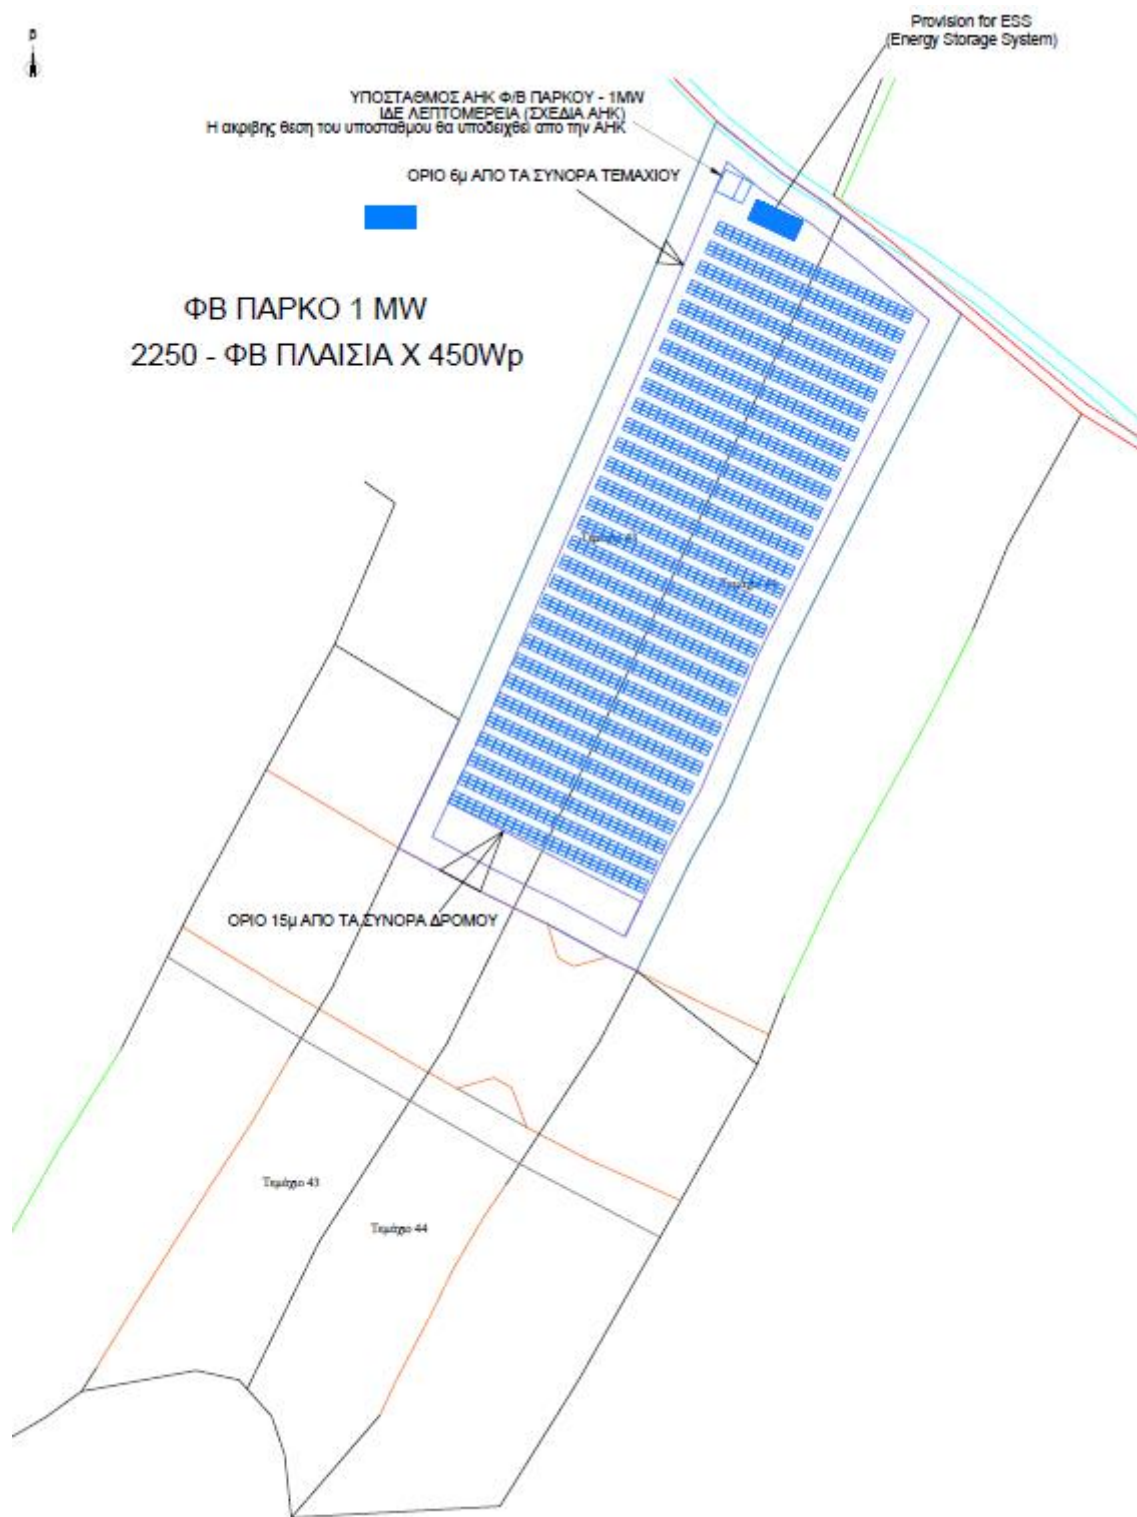 Provision for ESS
(Energy Storage System)
ΥΠΟΣΤΑΘΜΟΣ ΑΗΚ Φ/Β ΠΑΡΚΟΥ - 1MW
ΙΔΕ ΛΕΠΤΟΜΕΡΕΙΑ (ΣΧΕΔΙΑ ΑΗΚ)
Η ακριβης θεση του υποσταθμου θα υποδειχθεί απο την ΑΗΚ
ΟΡΙΟ 6μ ΑΠΟ ΤΑ ΣΥΝΟΡΑ ΤΕΜΑΧΙΟΥ
ΦΒ ΠΑΡΚΟ 1 MW
2250 - ΦΒ ΠΛΑΙΣΙΑ Χ 450Wp
Τεμάχιο
ΟΡΙΟ 15μ ΑΠΟ ΤΑ ΣΥΝΟΡΑ ΔΡΟΜΟΥ
Τεμάχιο 43
Τεμάχιο 44